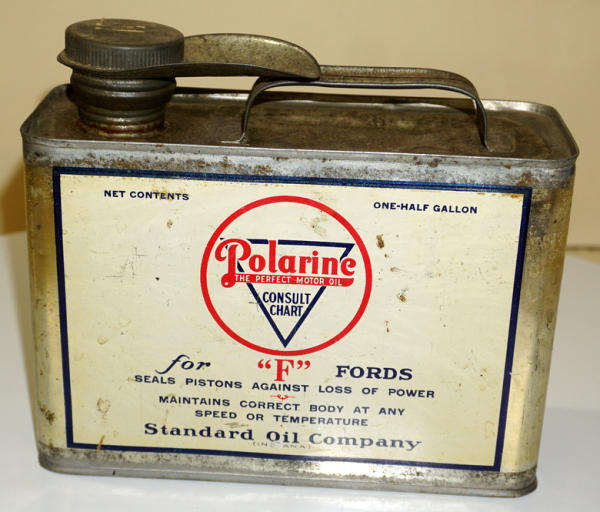 NET CONTENTS
ONE-HALF GALLON
Polarine
THE PERFECT MOTOR OIL
CONSULT
CHART
for "F" FORDS
SEALS PISTONS AGAINST LOSS OF POWER
MAINTAINS CORRECT BODY AT ANY
SPEED OR TEMPERATURE
Standard Oil Company